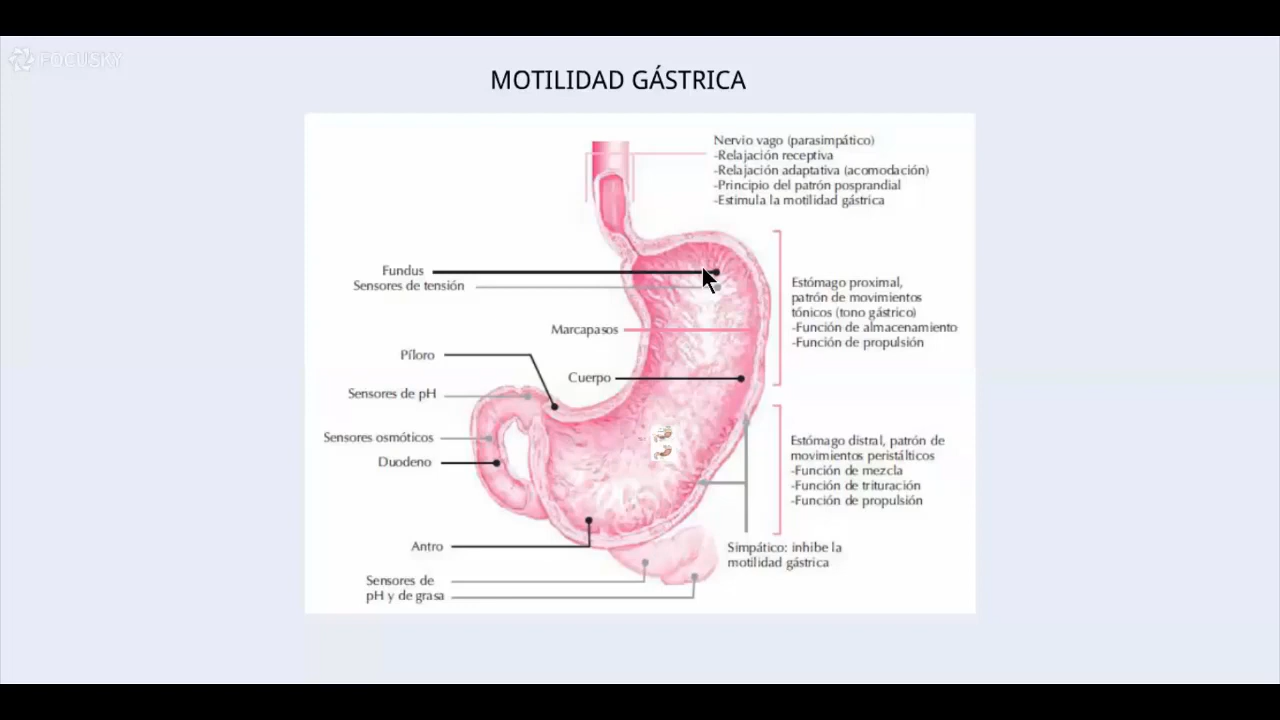 FOCUSKY
MOTILIDAD GÁSTRICA
Nervio vago (parasimpático)
-Relajación receptiva
-Relajación adaptativa (acomodación)
-Principio del patrón posprandial
-Estimula la motilidad gástrica
Fundus
Sensores de tensión
Marcapasos
Píloro
Cuerpo
Sensores de pH
Sensores osmóticos
Duodeno
Antro
Sensores de
pH y de grasa
Estómago proximal,
patrón de movimientos
tónicos (tono gástrico)
-Función de almacenamiento
-Función de propulsión
Estómago distral, patrón de
movimientos peristálticos
-Función de mezcla
-Función de trituración
-Función de propulsión
Simpático: inhibe la
motilidad gástrica